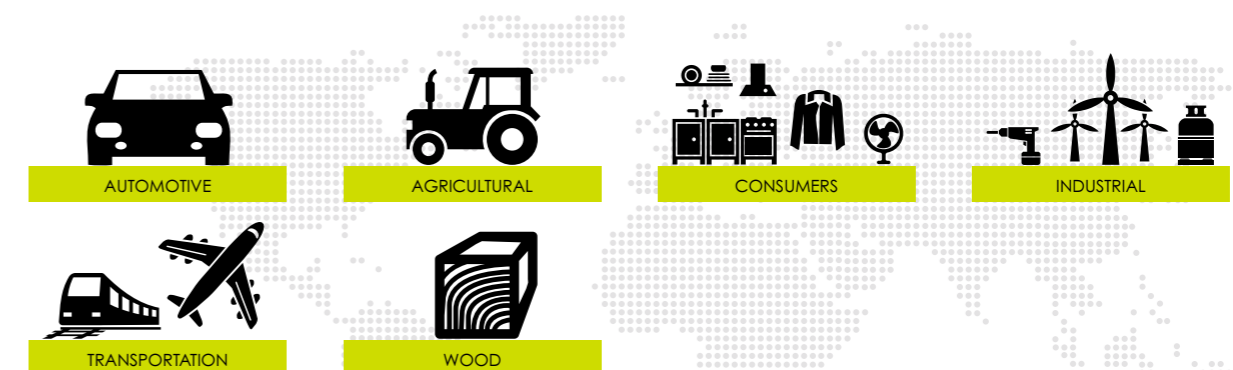 AUTOMOTIVE
AGRICULTURAL
CONSUMERS
INDUSTRIAL
TRANSPORTATION
WOOD